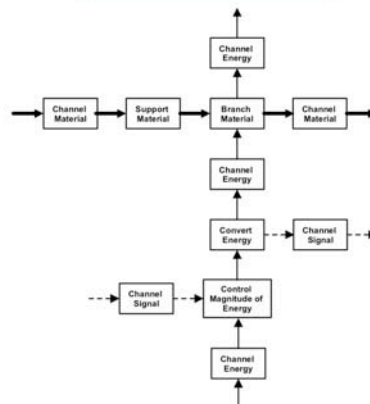 Channel
Energy
Channel
Material
Support
Material
Branch
Material
Channel
Material
Channel
Energy
Convert
Energy
Channel
Signal
Channel
Signal
Control
Magnitude of
Energy
Channel
Energy